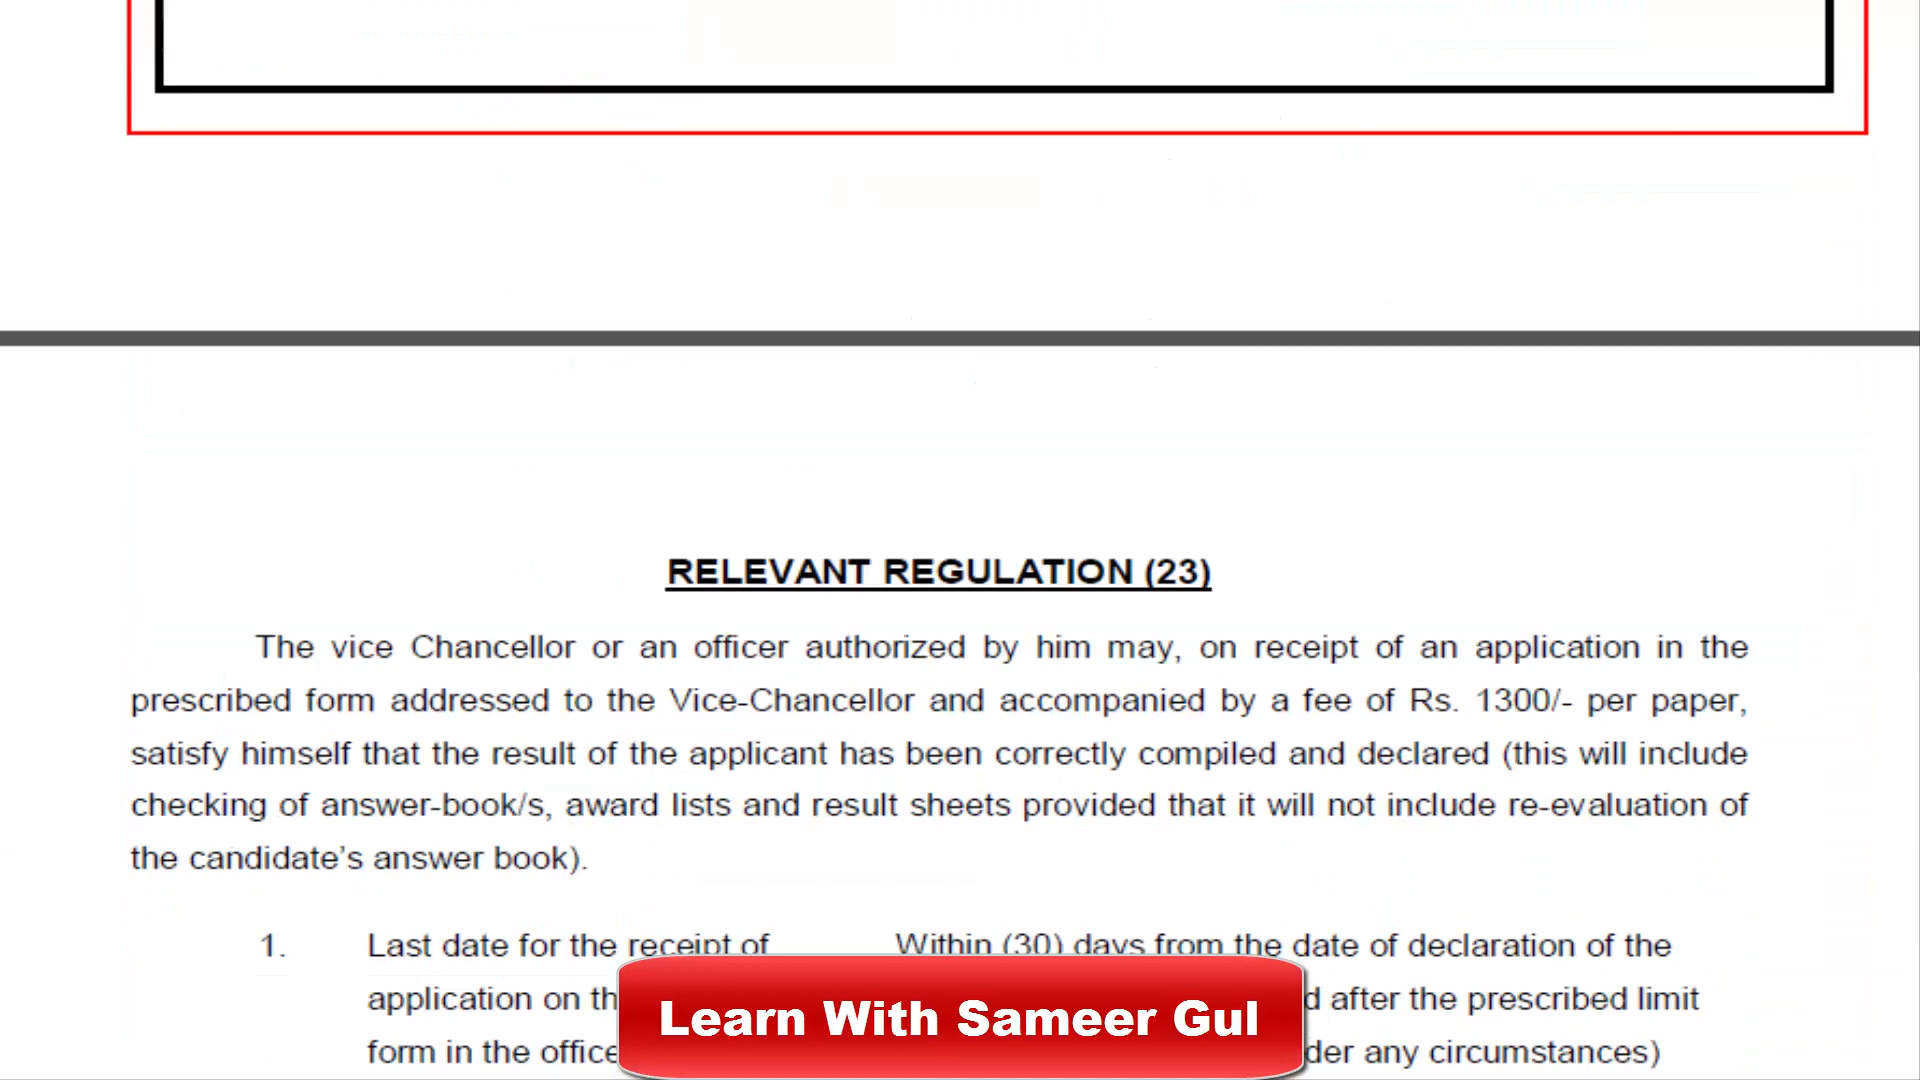 RELEVANT REGULATION (23)
The vice Chancellor or an officer authorized by him may, on receipt of an application in the
prescribed form addressed to the Vice-Chancellor and accompanied by a fee of Rs. 1300/- per paper,
satisfy himself that the result of the applicant has been correctly compiled and declared (this will include
checking of answer-book/s, award lists and result sheets provided that it will not include re-evaluation of
the candidate's answer book).
1. Last date for the receipt of Within (30) days from the date of declaration of the
application on after the prescribed limit
form in the office any circumstances)
Learn With Sameer Gul